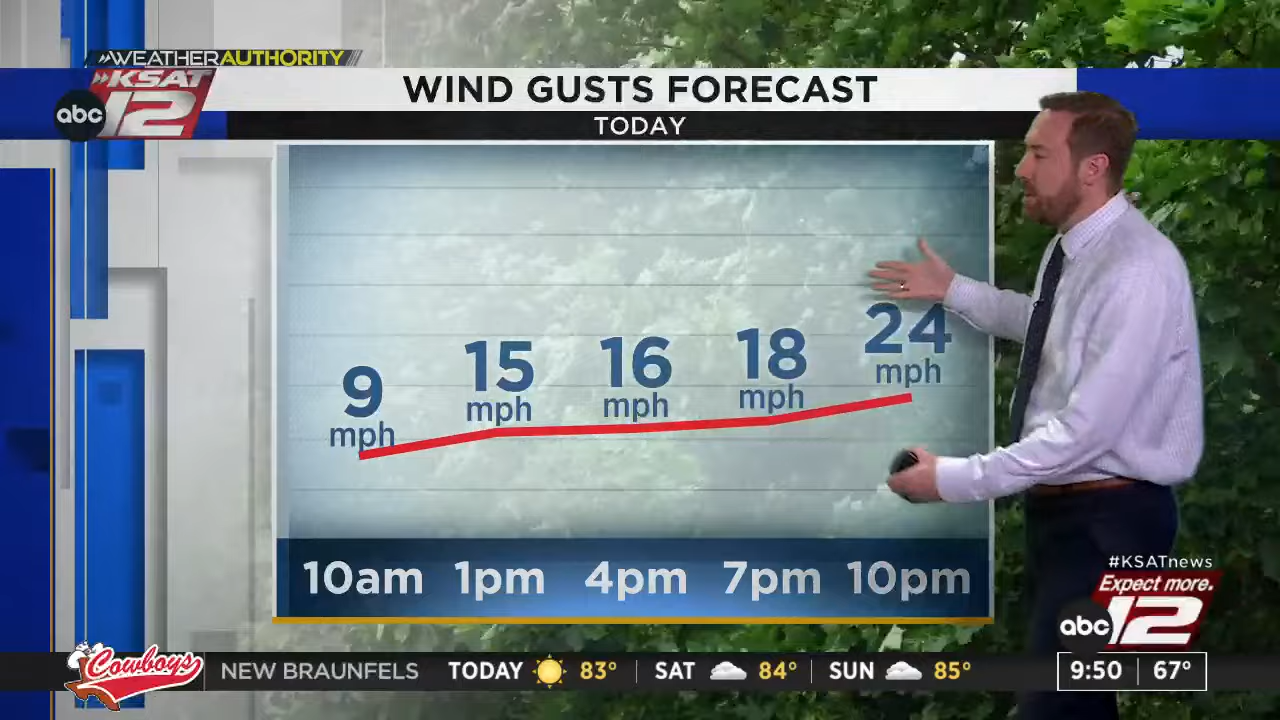 WEATHERAUTHORITY
KSAT
abc 12
WIND GUSTS FORECAST
TODAY
9 mph
15 mph
16 mph
18 mph
24 mph
10am 1pm 4pm 7pm 10pm
#KSATnews
Expect more.
abc 12
Cowboys
NEW BRAUNFELS TODAY 83° SAT 84° SUN 85° 9:50 67°